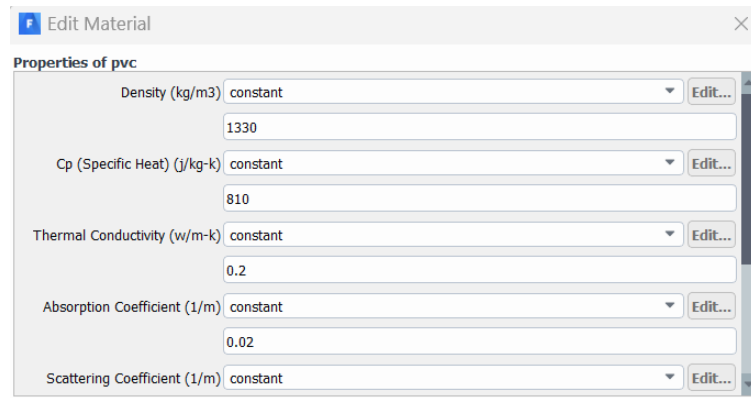 F Edit Material
Properties of pvc
Density (kg/m3) constant Edit...
1330
Cp (Specific Heat) (j/kg-k) constant Edit...
810
Thermal Conductivity (w/m-k) constant Edit...
0.2
Absorption Coefficient (1/m) constant Edit...
0.02
Scattering Coefficient (1/m) constant Edit...